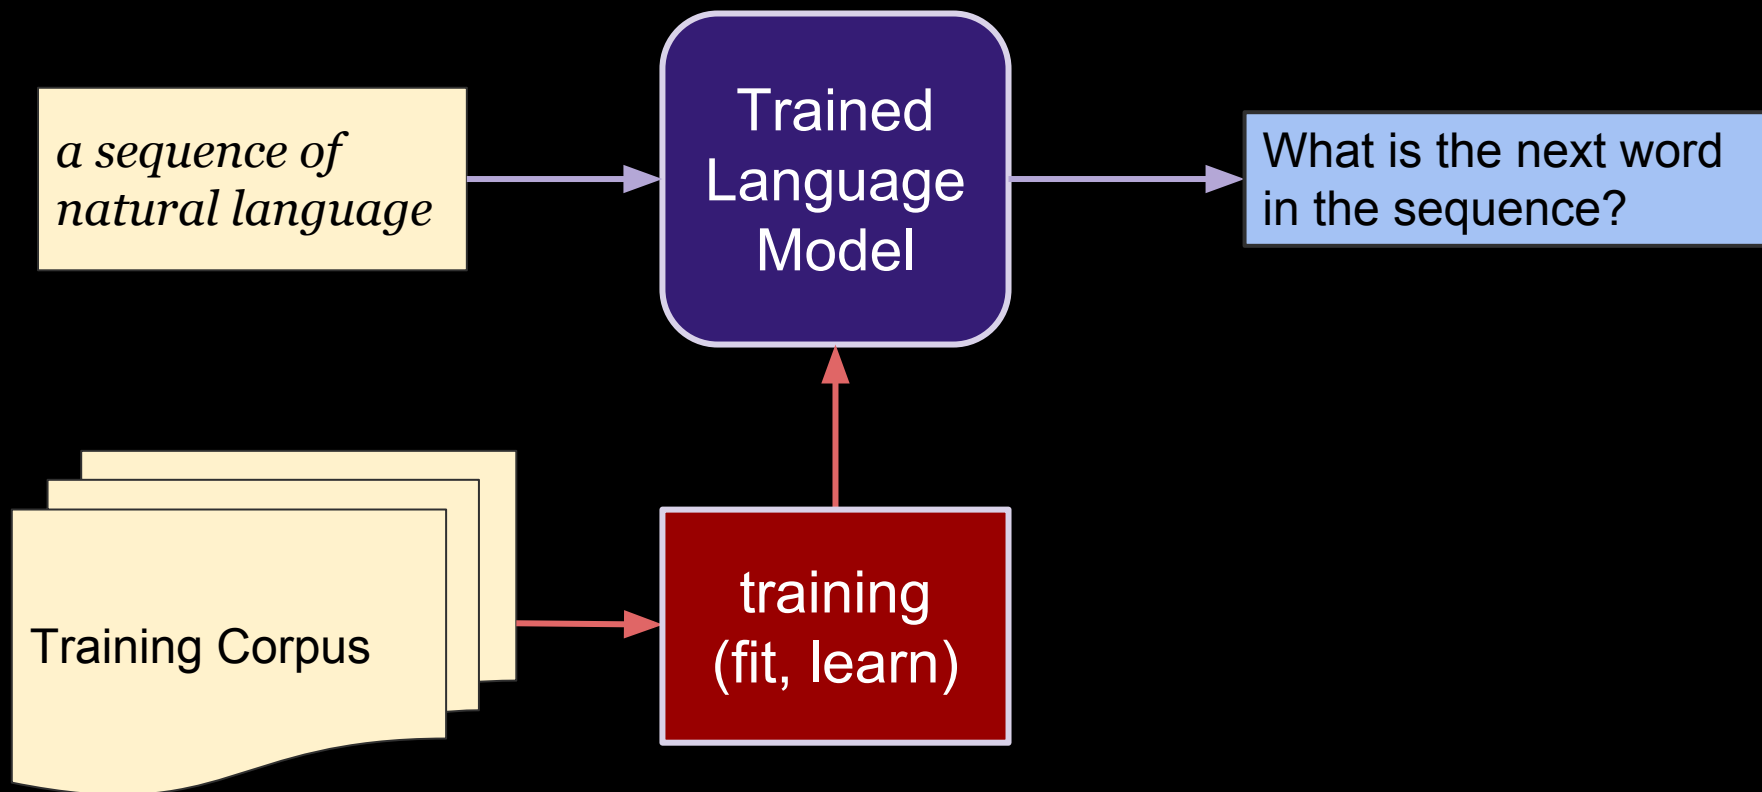 a sequence of
natural language
Trained
Language
Model
What is the next word
in the sequence?
Training Corpus
training
(fit, learn)